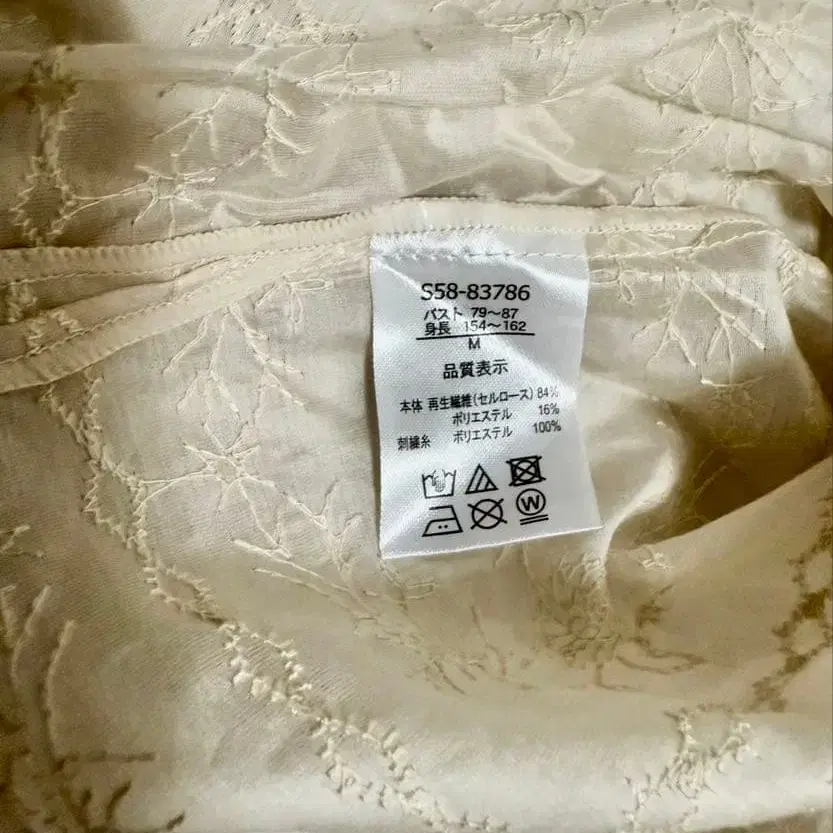 S58-83786
バスト 79～87
身長 154～162
M
品質表示
本体 再生繊維(セルロース) 84%
ポリエステル 16%
刺繍糸 ポリエステル 100%
W